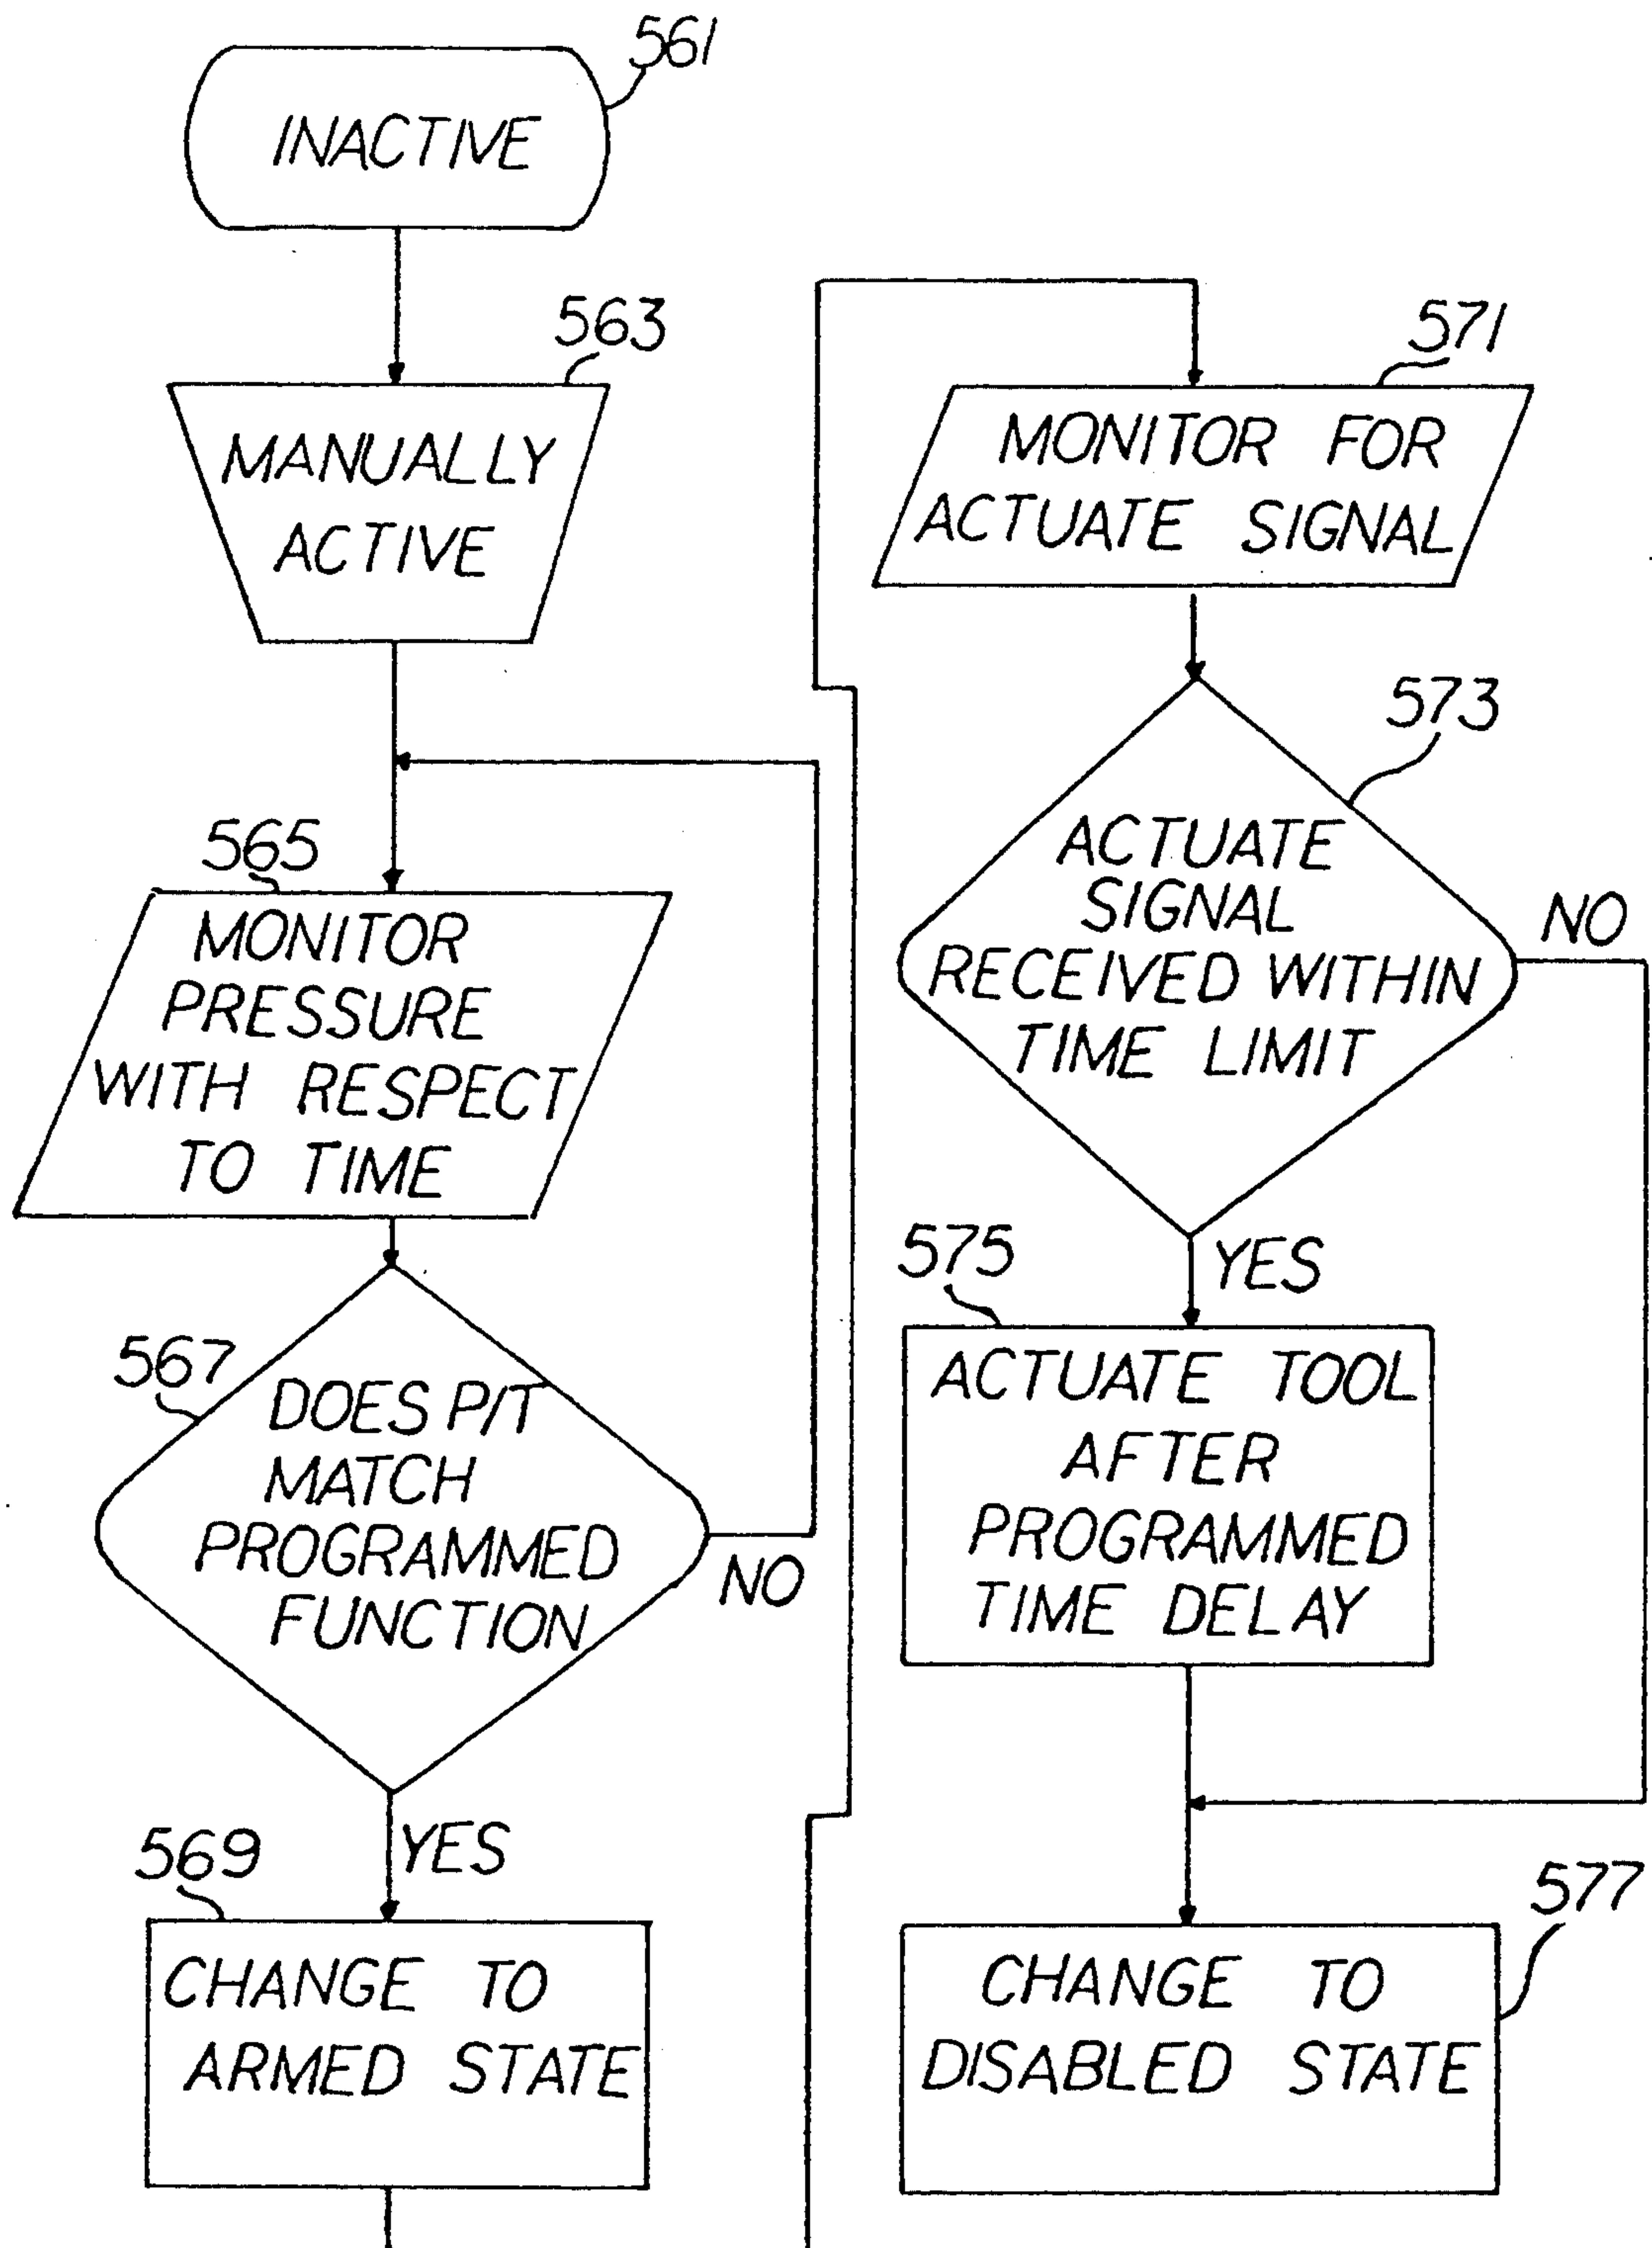 561
INACTIVE
563
MANUALLY
ACTIVE
565
MONITOR
PRESSURE
WITH RESPECT
TO TIME
567
DOES P/T
MATCH
PROGRAMMED
FUNCTION
NO
YES
569
CHANGE TO
ARMED STATE
571
MONITOR FOR
ACTUATE SIGNAL
573
ACTUATE
SIGNAL
RECEIVED WITHIN
TIME LIMIT
NO
YES
575
ACTUATE TOOL
AFTER
PROGRAMMED
TIME DELAY
577
CHANGE TO
DISABLED STATE